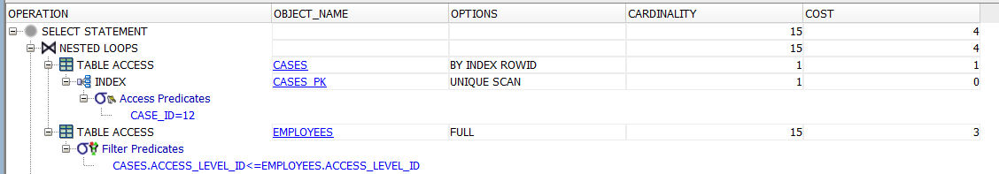 OPERATION OBJECT_NAME OPTIONS CARDINALITY COST
SELECT STATEMENT 15 4
NESTED LOOPS 15 4
TABLE ACCESS CASES BY INDEX ROWID 1 1
INDEX CASES_PK UNIQUE SCAN 1 0
Access Predicates
CASE_ID=12
TABLE ACCESS EMPLOYEES FULL 15 3
Filter Predicates
CASES.ACCESS_LEVEL_ID<=EMPLOYEES.ACCESS_LEVEL_ID